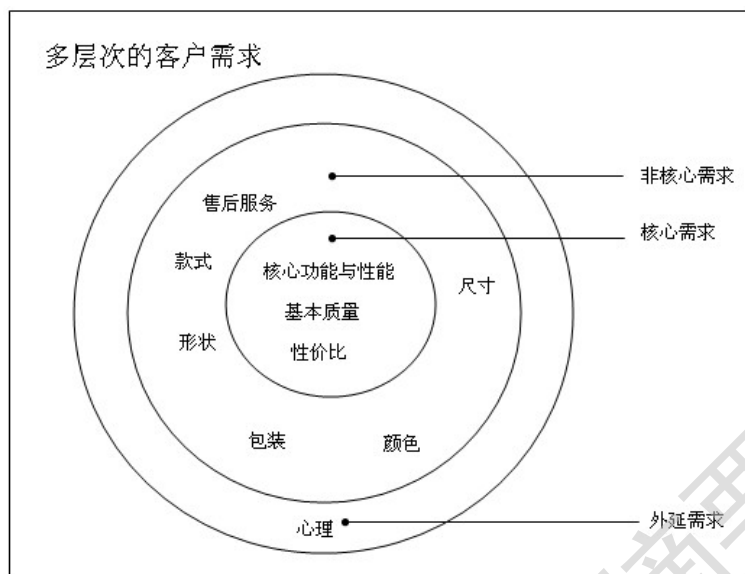 多层次的客户需求
非核心需求
售后服务
核心需求
款式
核心功能与性能
尺寸
基本质量
形状
性价比
包装
颜色
外延需求
心理